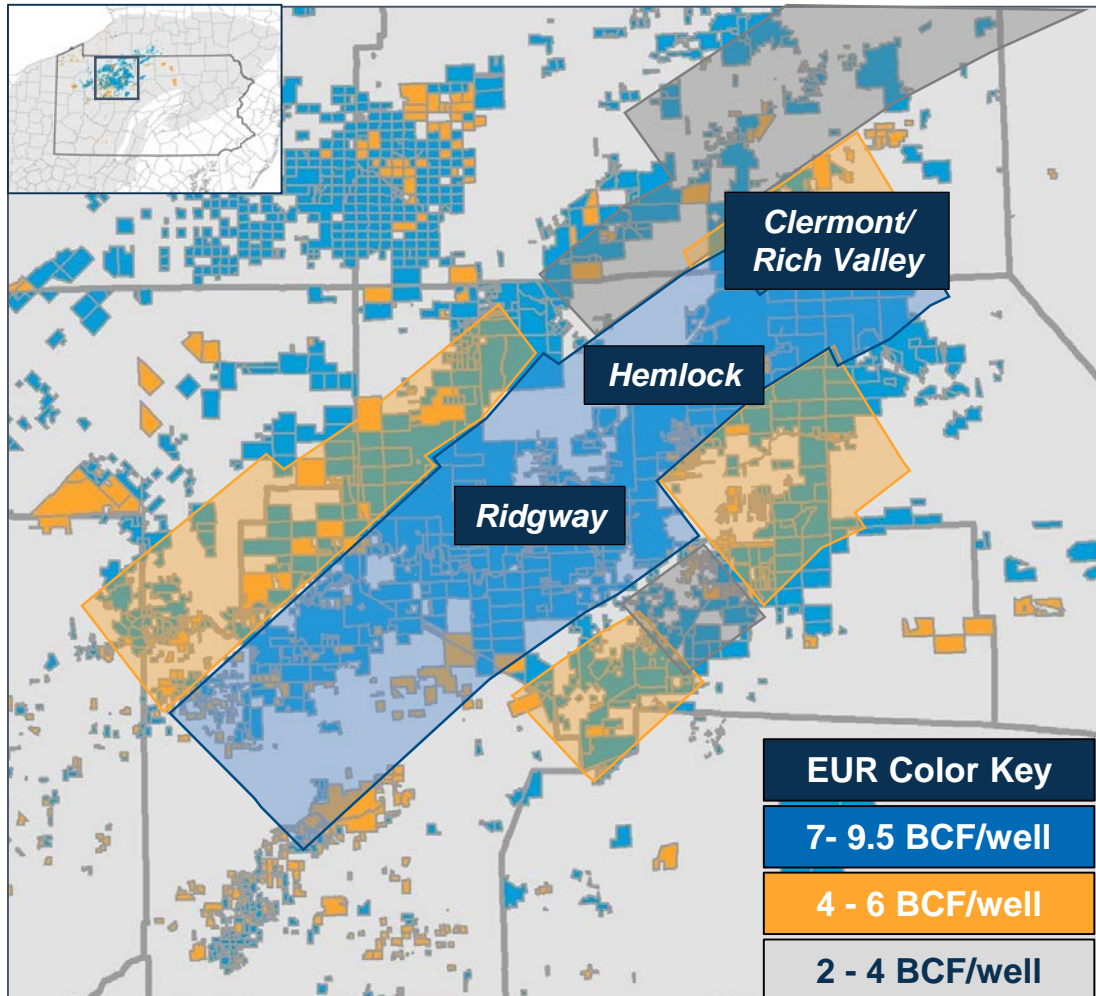 Clermont/
Rich Valley
Hemlock
Ridgway
EUR Color Key
7- 9.5 BCF/well
4 - 6 BCF/well
2 - 4 BCF/well